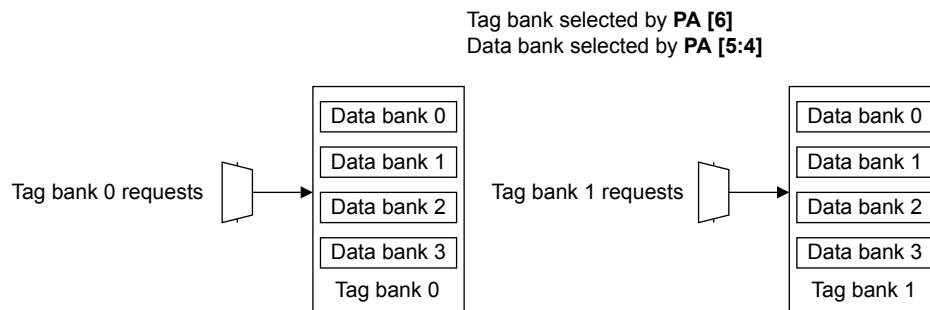 Tag bank selected by PA [6]
Data bank selected by PA [5:4]
Tag bank 0 requests
Data bank 0
Data bank 1
Data bank 2
Data bank 3
Tag bank 0
Tag bank 1 requests
Data bank 0
Data bank 1
Data bank 2
Data bank 3
Tag bank 1